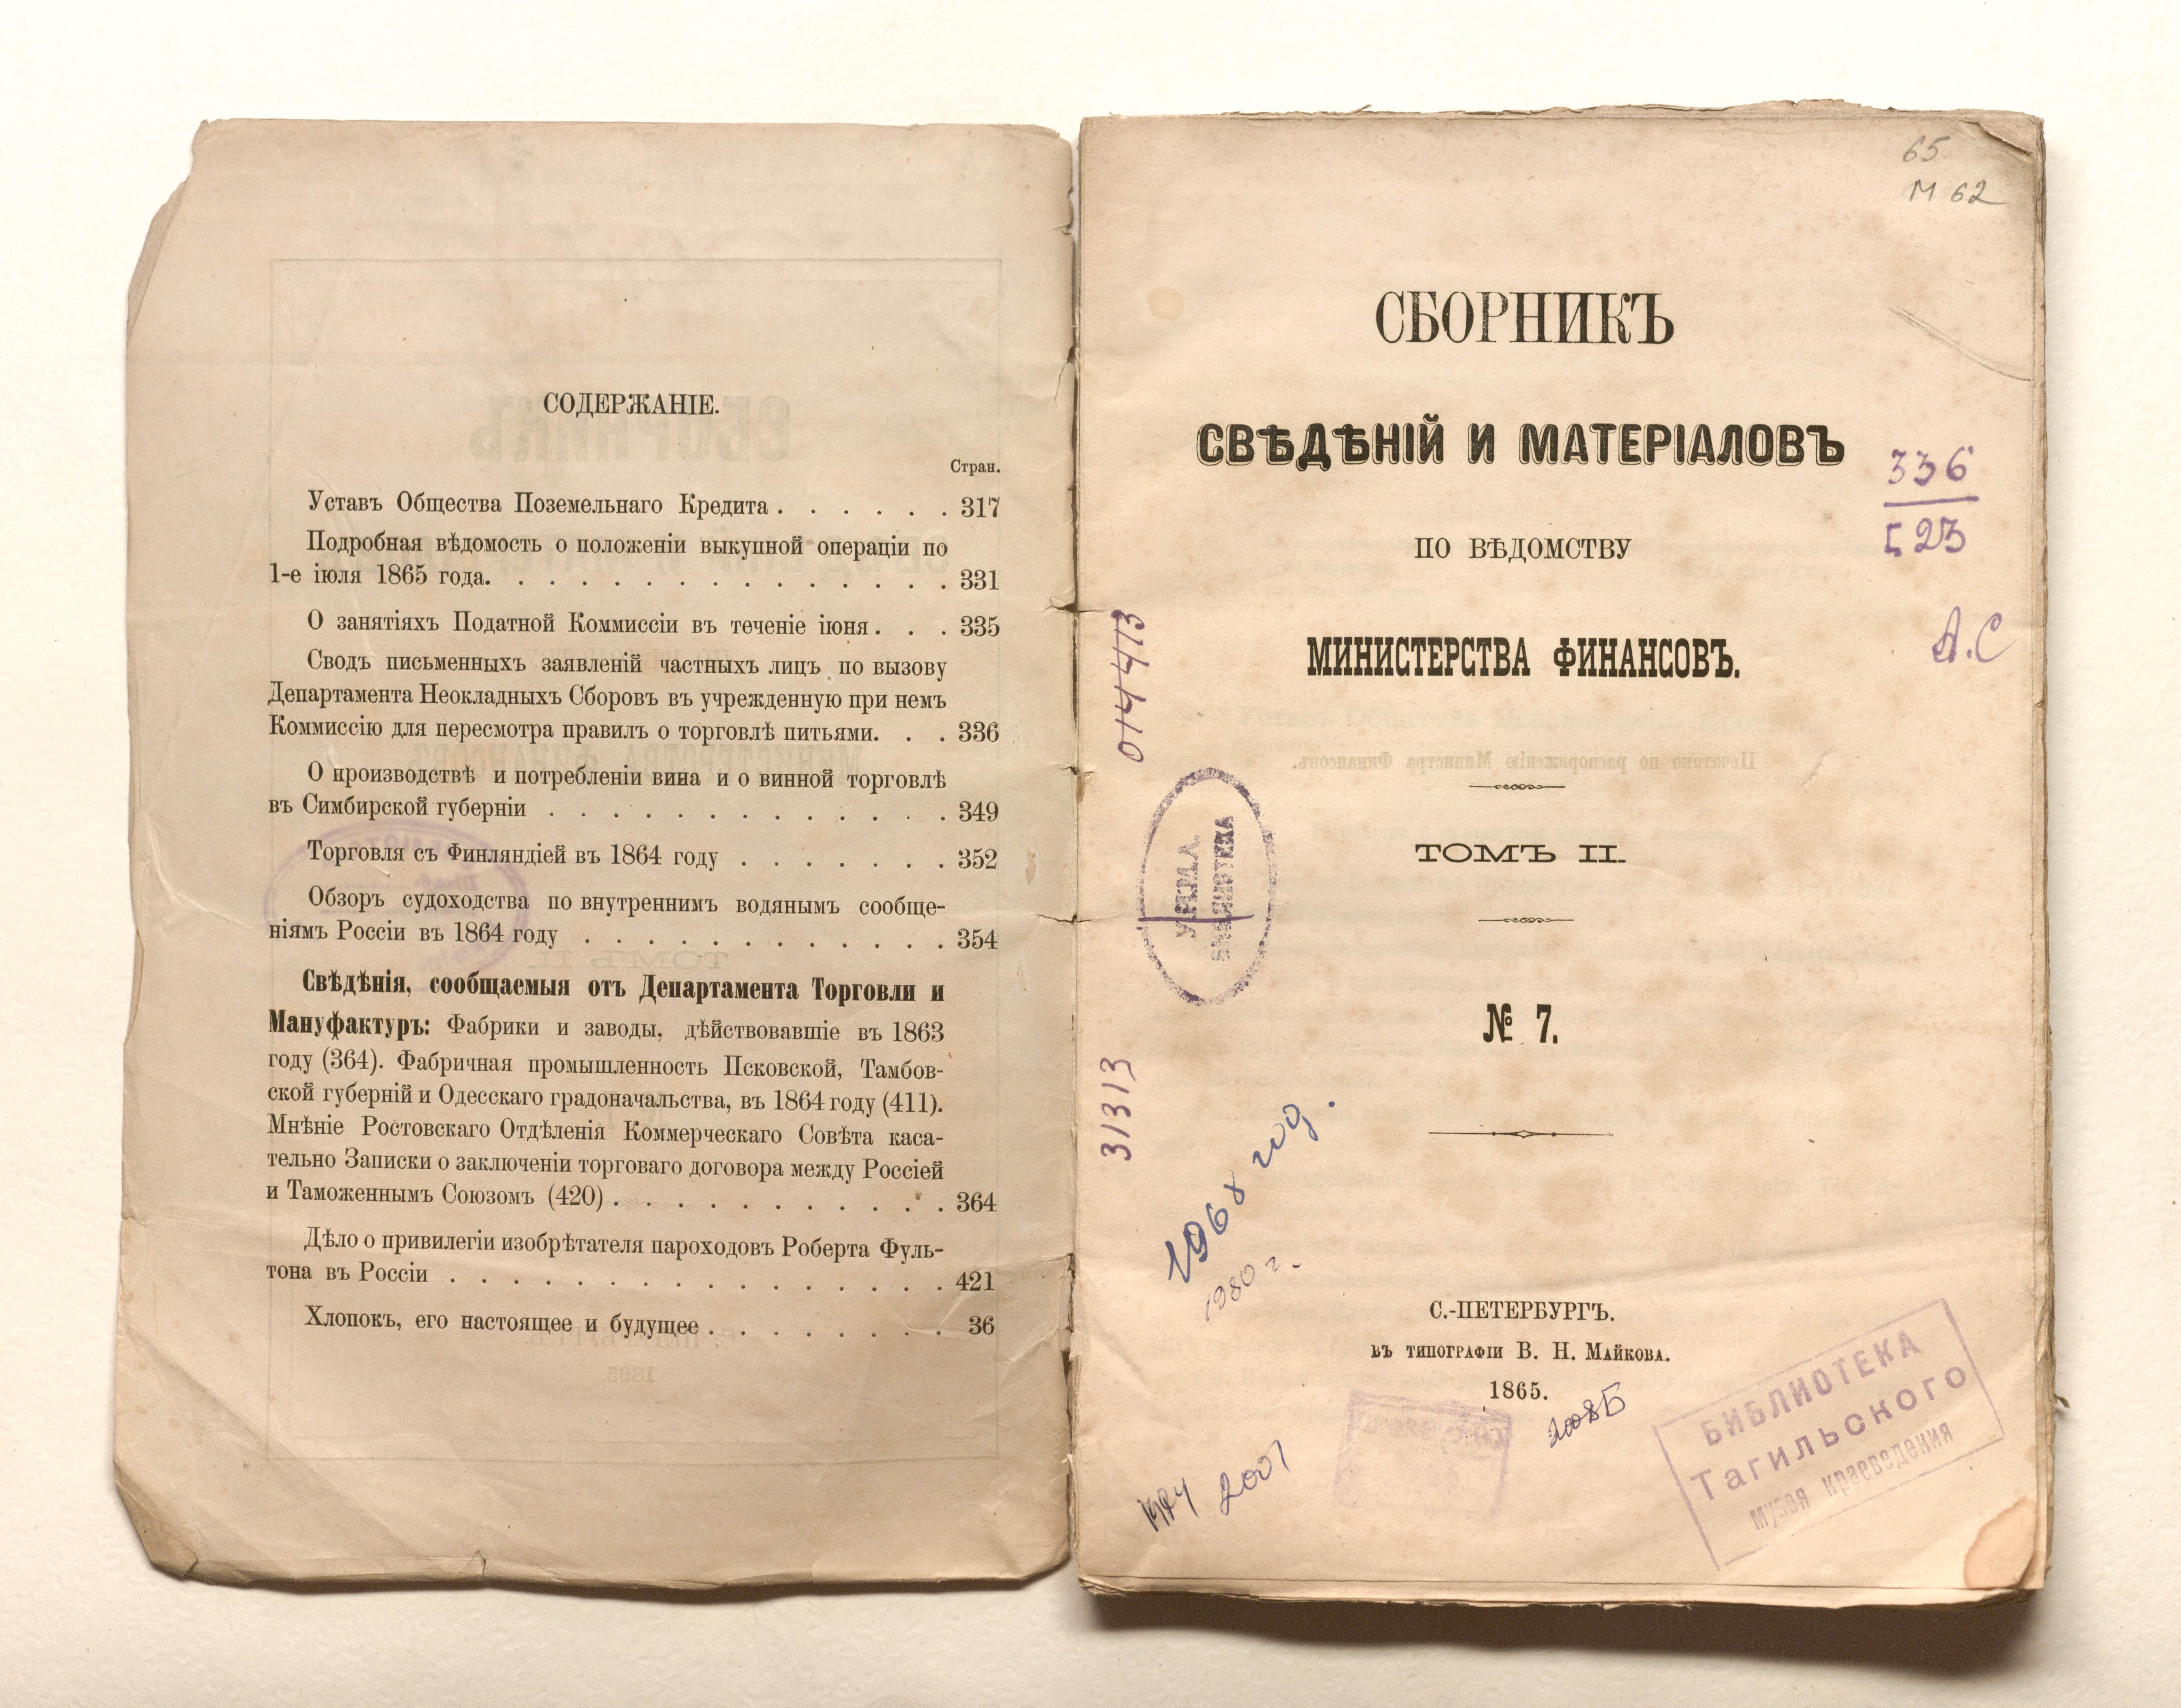 СОДЕРЖАНІЕ.
Стран.
Уставъ Общества Поземельнаго Кредита . . . . . . 317
Подробная вѣдомость о положеніи выкупной операціи по
1-е іюля 1865 года. . . . . . . . . . . . . . . 331
О занятіяхъ Податной Коммиссіи въ теченіе іюня . . . 335
Сводъ письменныхъ заявленій частныхъ лицъ по вызову
Департамента Неокладныхъ Сборовъ въ учрежденную при немъ
Коммиссію для пересмотра правилъ о торговлѣ питьями. . . 336
О производствѣ и потребленіи вина и о винной торговлѣ
въ Симбирской губерніи . . . . . . . . . . . . . 349
Торговля съ Финляндіей въ 1864 году . . . . . . . 352
Обзоръ судоходства по внутреннимъ водянымъ сообще-
ніямъ Россіи въ 1864 году . . . . . . . . . . . . 354
Свѣдѣнія, сообщаемыя отъ Департамента Торговли и
Мануфактуръ: Фабрики и заводы, дѣйствовавшіе въ 1863
году (364). Фабричная промышленность Псковской, Тамбов-
ской губерній и Одесскаго градоначальства, въ 1864 году (411).
Мнѣніе Ростовскаго Отдѣленія Коммерческаго Совѣта каса-
тельно Записки о заключеніи торговаго договора между Россіей
и Таможеннымъ Союзомъ (420) . . . . . . . . . . . 364
Дѣло о привилегіи изобрѣтателя пароходовъ Роберта Фуль-
тона въ Россіи . . . . . . . . . . . . . . . . 421
Хлопокъ, его настоящее и будущее . . . . . . . . 36
65
М 62
СБОРНИКЪ
СВѢДѢНІЙ И МАТЕРІАЛОВЪ
336
С 23
ПО ВѢДОМСТВУ
А.С
МИНИСТЕРСТВА ФИНАНСОВЪ.
0144413
БИБЛИОТЕКА
ТОМЪ II.
№ 7.
31313
1968 год.
1980 г.
С.-ПЕТЕРБУРГЪ.
ВЪ ТИПОГРАФІИ В. Н. МАЙКОВА.
1865.
2008Б
2001
БИБЛИОТЕКА
Тагильского
музея краеведения